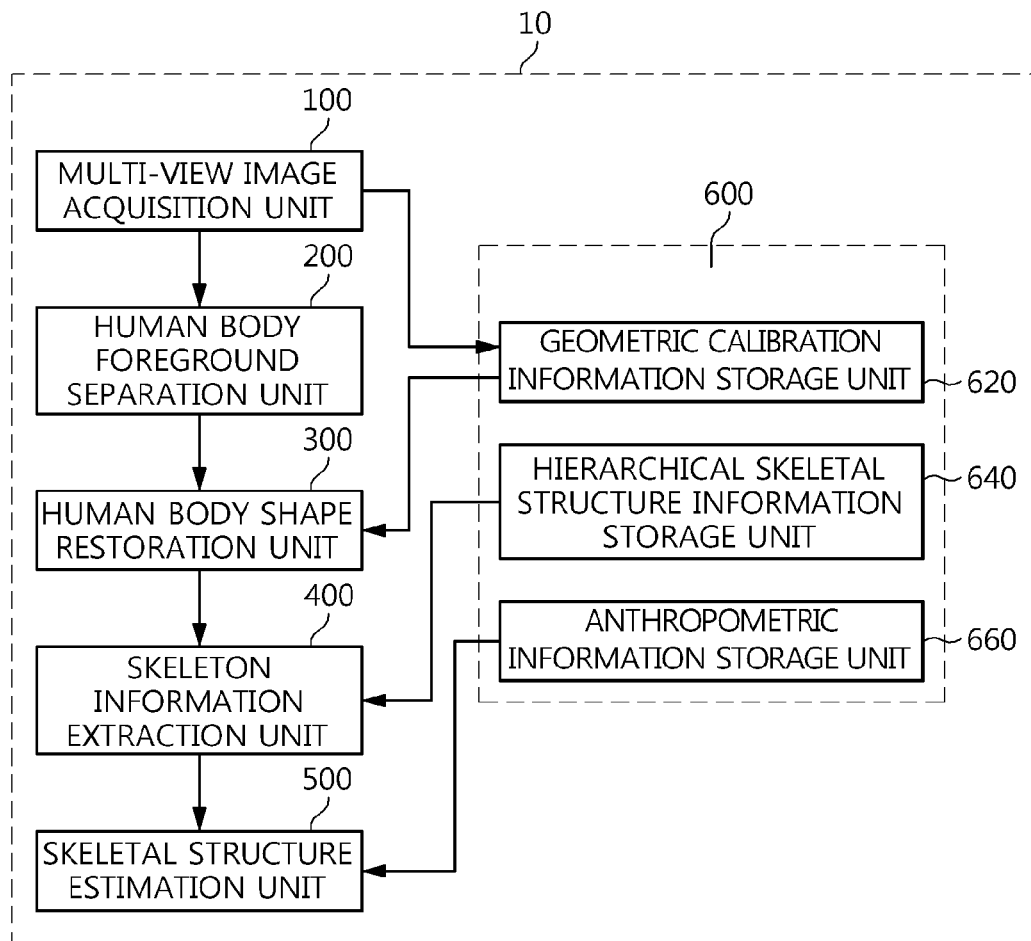 10
100
MULTI-VIEW IMAGE
ACQUISITION UNIT
200
HUMAN BODY
FOREGROUND
SEPARATION UNIT
300
HUMAN BODY SHAPE
RESTORATION UNIT
400
SKELETON
INFORMATION
EXTRACTION UNIT
500
SKELETAL STRUCTURE
ESTIMATION UNIT
600
GEOMETRIC CALIBRATION
INFORMATION STORAGE UNIT
620
HIERARCHICAL SKELETAL
STRUCTURE INFORMATION
STORAGE UNIT
640
ANTHROPOMETRIC
INFORMATION STORAGE UNIT
660